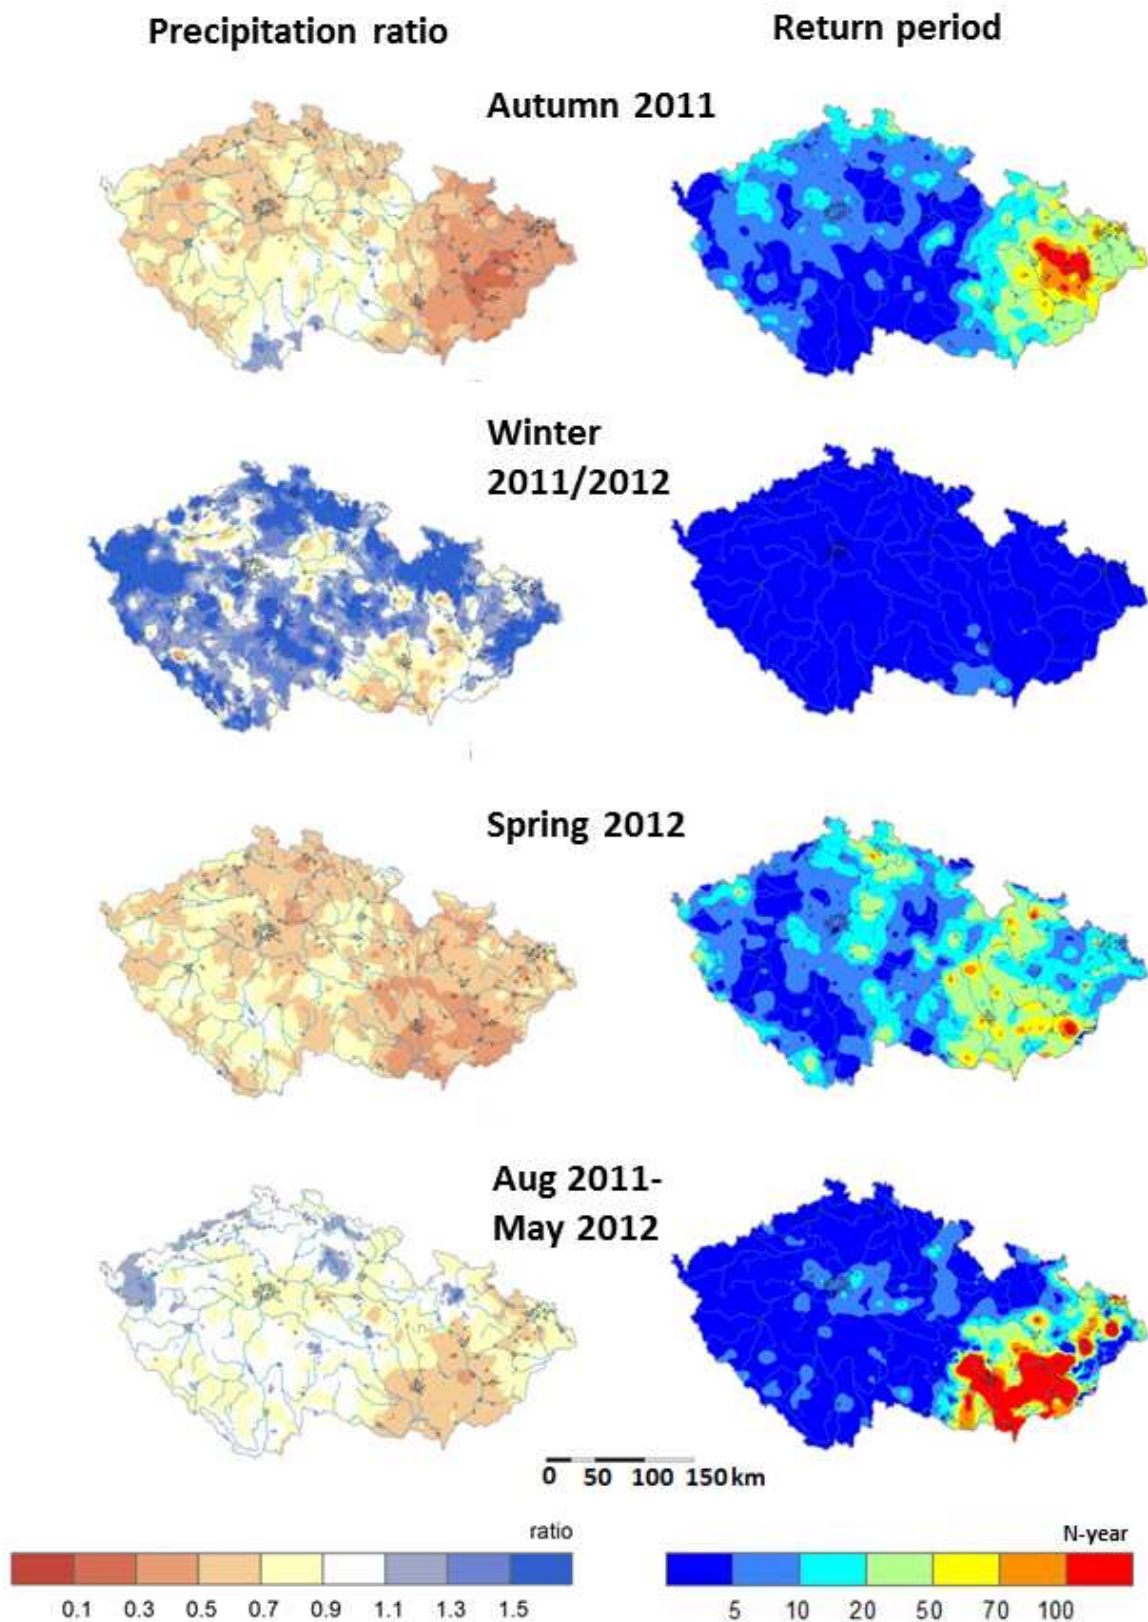 Precipitation ratio
Return period
Autumn 2011
Winter
2011/2012
Spring 2012
Aug 2011-
May 2012
0 50 100 150 km
ratio
0.1 0.3 0.5 0.7 0.9 1.1 1.3 1.5
N-year
5 10 20 50 70 100